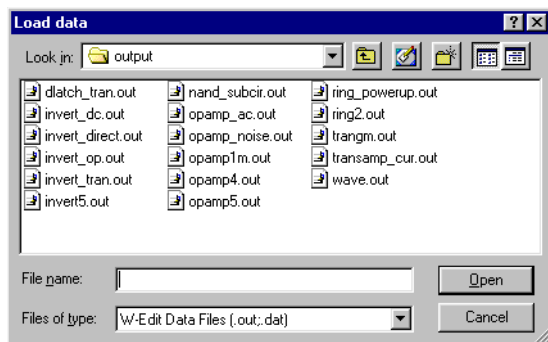 Load data
Look in: output
dlatch_tran.out nand_subcir.out ring_powerup.out
invert_dc.out opamp_ac.out ring2.out
invert_direct.out opamp_noise.out trangm.out
invert_op.out opamp1m.out transamp_cur.out
invert_tran.out opamp4.out wave.out
invert5.out opamp5.out
File name: Open
Files of type: W-Edit Data Files (.out;.dat) Cancel